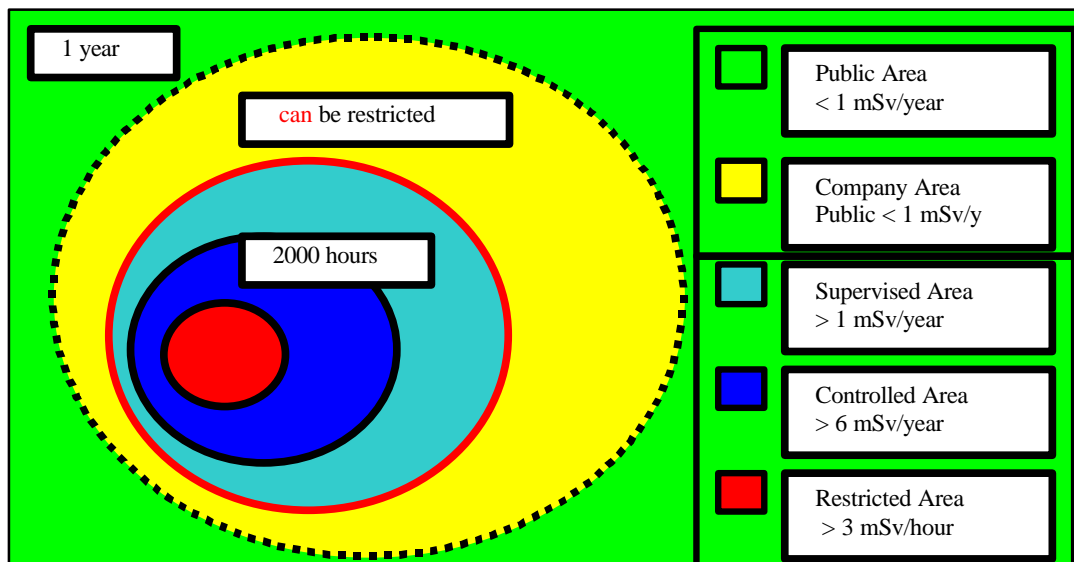 1 year
can be restricted
2000 hours
Public Area
< 1 mSv/year
Company Area
Public < 1 mSv/y
Supervised Area
> 1 mSv/year
Controlled Area
> 6 mSv/year
Restricted Area
> 3 mSv/hour